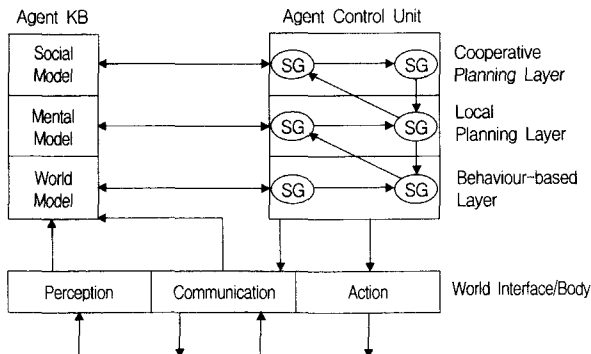 Agent KB
Agent Control Unit
Social
Model
SG
SG
Cooperative
Planning Layer
Mental
Model
SG
SG
Local
Planning Layer
World
Model
SG
SG
Behaviour-based
Layer
Perception
Communication
Action
World Interface/Body